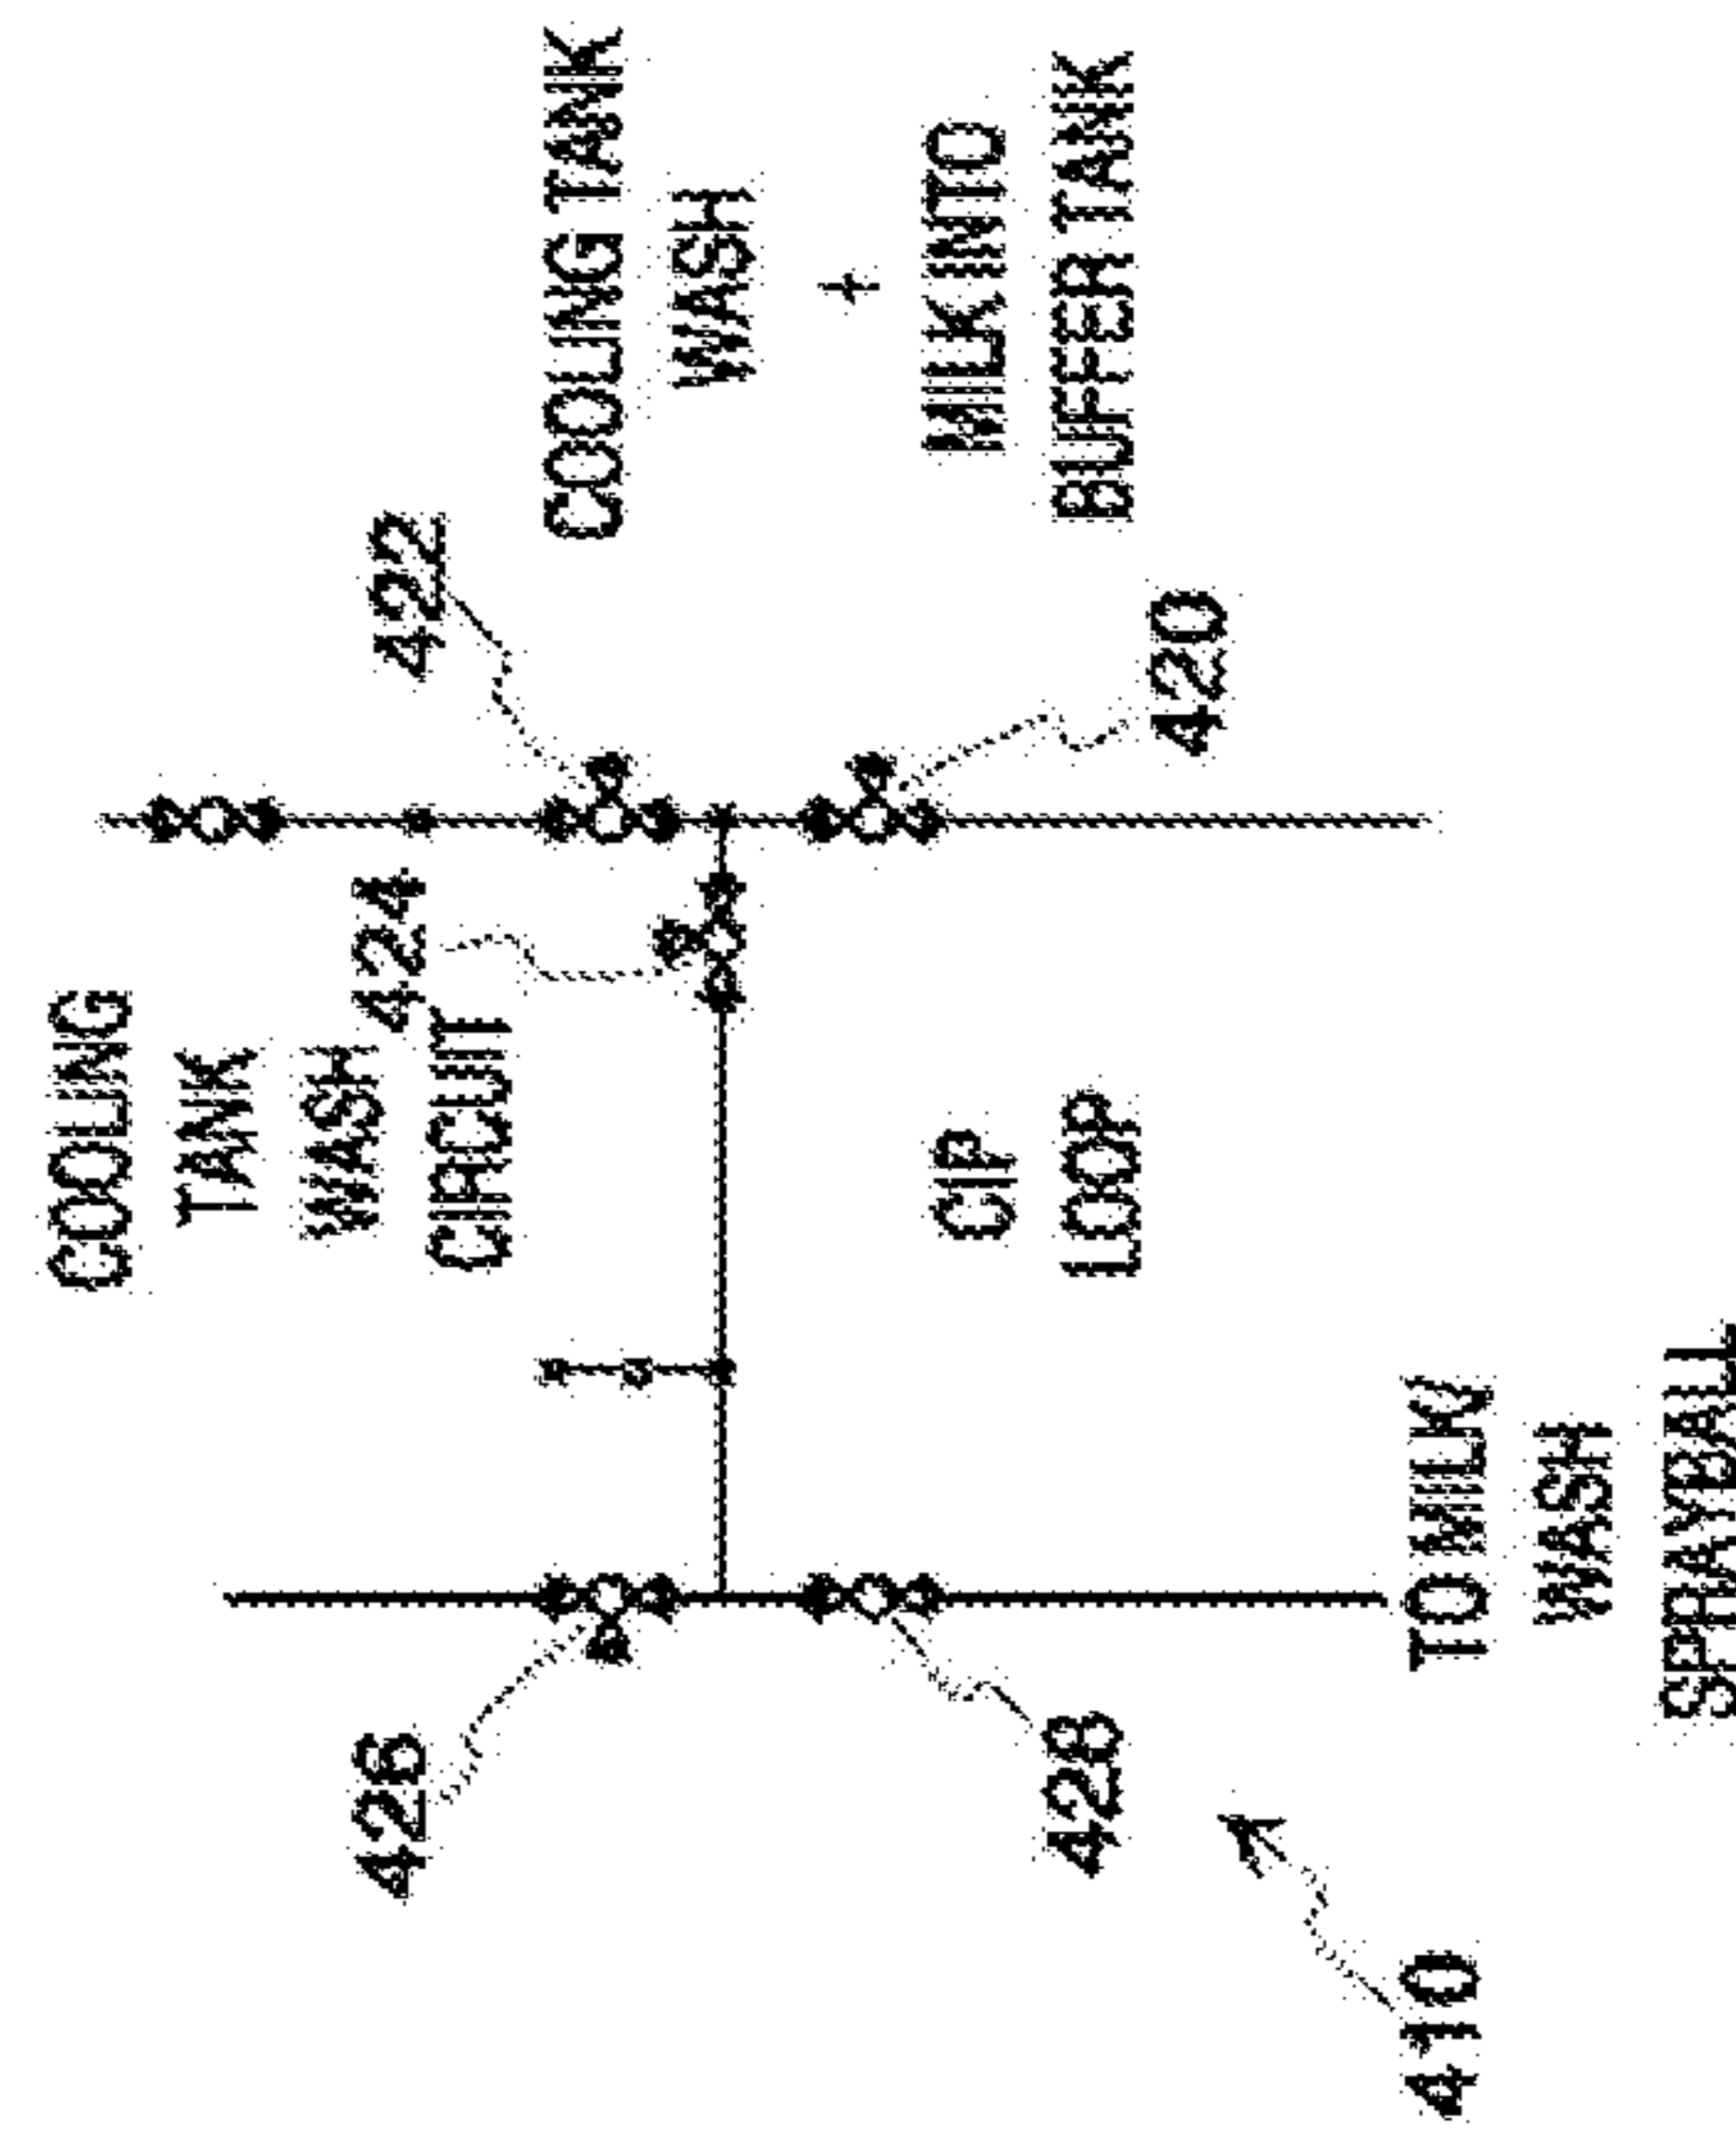 COOLING
TANK
WASH
CIRCUIT
426
424
422
COOLING TANK
WASH
+
MILK INTO
BUFFER TANK
CIP
LOOP
428
420
410
TO MILK/
WASH
SPRAYBALL